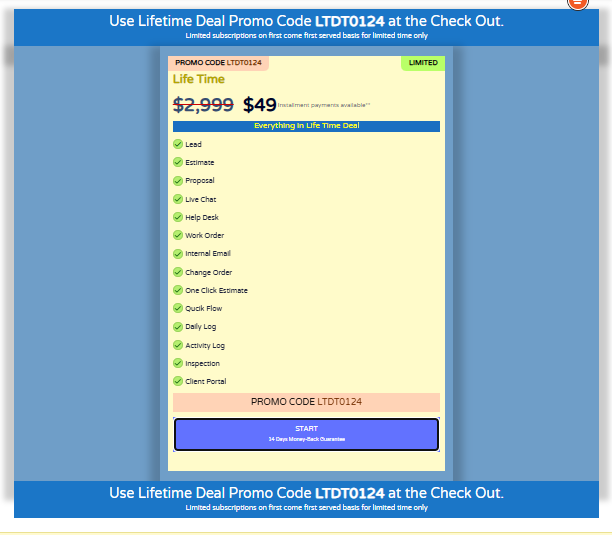 Use Lifetime Deal Promo Code LTDT0124 at the Check Out.
Limited subscriptions on first come first served basis for limited time only
PROMO CODE LTDT0124
LIMITED
Life Time
$2,999 $49 Installment payments available**
Everything in Life Time Deal
Lead
Estimate
Proposal
Live Chat
Help Desk
Work Order
Internal Email
Change Order
One Click Estimate
Qucik Flow
Daily Log
Activity Log
Inspection
Client Portal
PROMO CODE LTDT0124
START
14 Days Money-Back Guarantee
Use Lifetime Deal Promo Code LTDT0124 at the Check Out.
Limited subscriptions on first come first served basis for limited time only